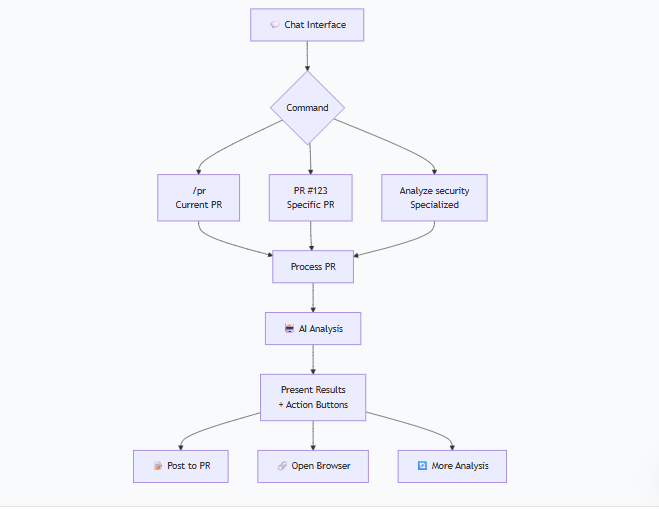 💬 Chat Interface
Command
/pr
Current PR
PR #123
Specific PR
Analyze security
Specialized
Process PR
🤖 AI Analysis
Present Results
+ Action Buttons
📝 Post to PR
🔗 Open Browser
🔄 More Analysis